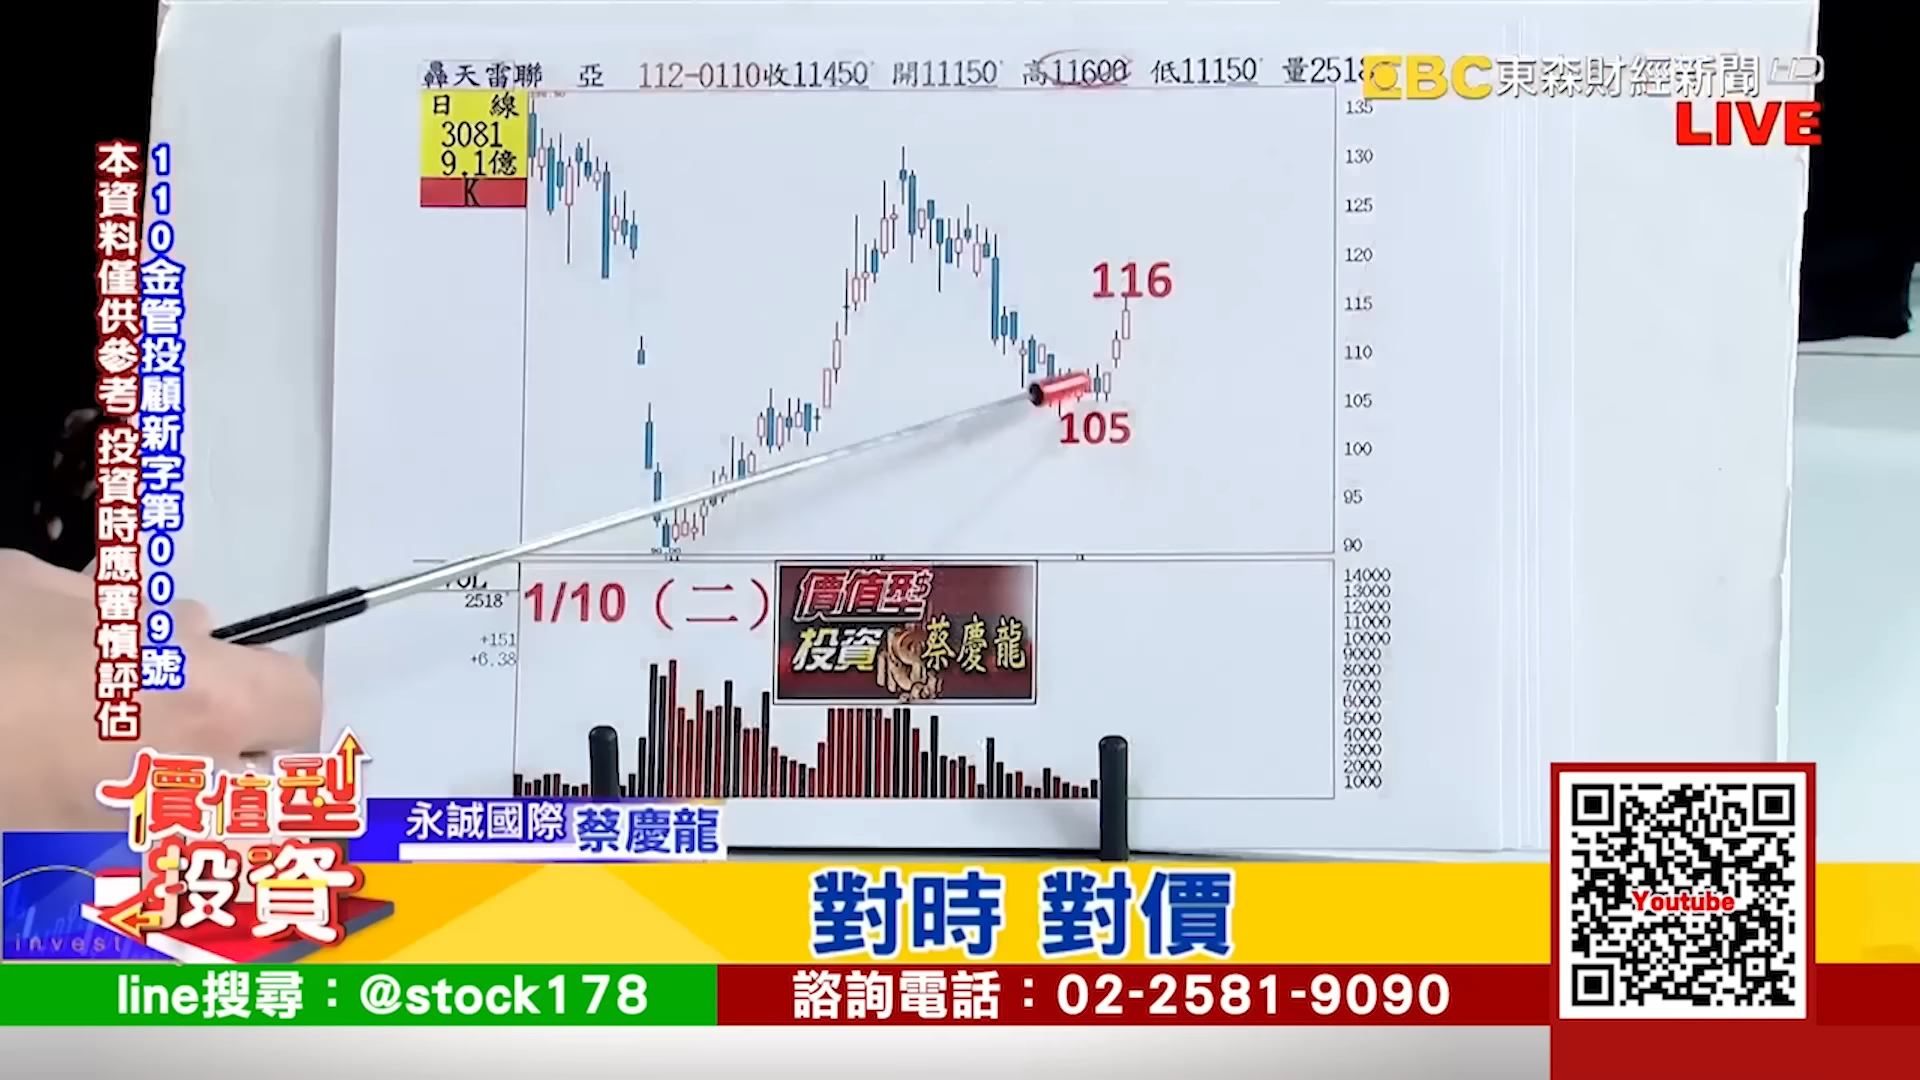 轟天雷聯 亞 112-0110收11450 開11150 高11600 低11150 量2518
EBC東森財經新聞HD
LIVE
日 線
3081
9.1億
K
135
130
125
120
115
110
105
100
95
90
116
105
90.00
本資料僅供參考 投資時應審慎評估
110金管投顧新字第009號
VOL
2518
+151
+6.38
1/10（二）
價值型
投資
蔡慶龍
14000
13000
12000
11000
10000
9000
8000
7000
6000
5000
4000
3000
2000
1000
價值型
投資
invest
永誠國際 蔡慶龍
對時 對價
Youtube
line搜尋：@stock178
諮詢電話：02-2581-9090